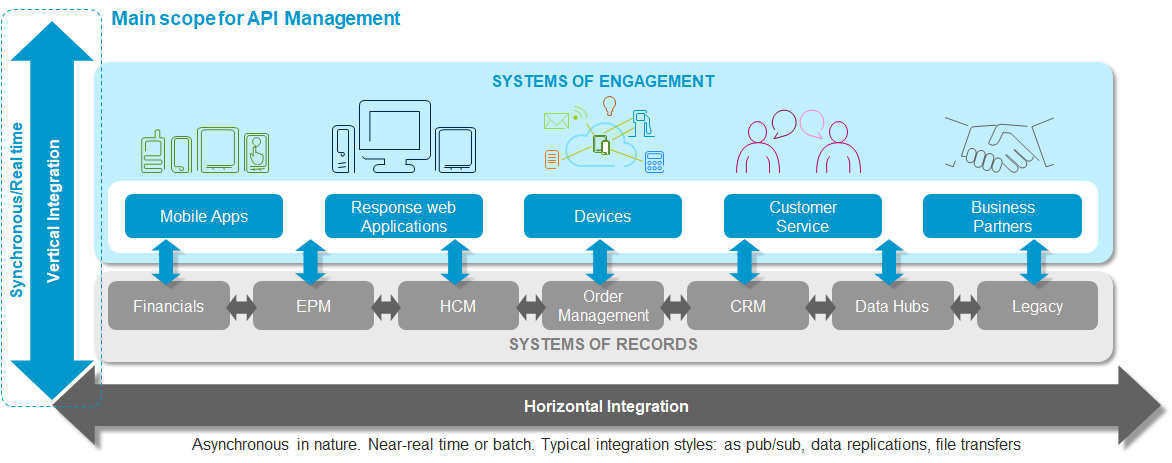 Main scope for API Management
Synchronous/Real time
Vertical Integration
SYSTEMS OF ENGAGEMENT
Mobile Apps
Response web
Applications
Devices
Customer
Service
Business
Partners
Financials
EPM
HCM
Order
Management
CRM
Data Hubs
Legacy
SYSTEMS OF RECORDS
Horizontal Integration
Asynchronous in nature. Near-real time or batch. Typical integration styles: as pub/sub, data replications, file transfers